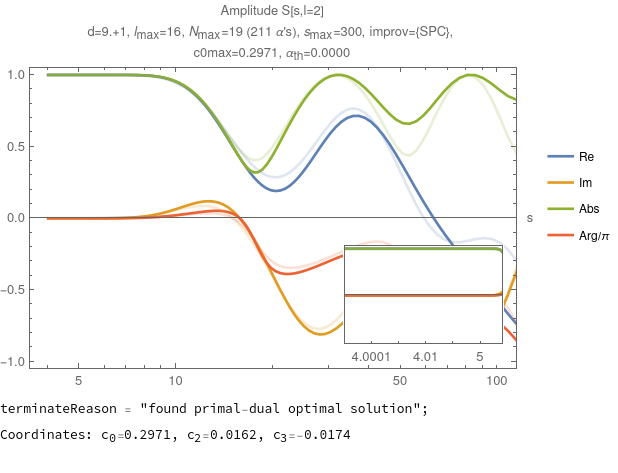 Amplitude S[s,l=2]
d=9.+1, lmax=16, Nmax=19 (211 α's), smax=300, improv={SPC},
c0max=0.2971, αth=0.0000
1.0
0.5
0.0
-0.5
-1.0
s
Re
Im
Abs
Arg/π
4.0001 4.01 5
5 10 50 100
terminateReason = "found primal-dual optimal solution";
Coordinates: c0=0.2971, c2=0.0162, c3=-0.0174